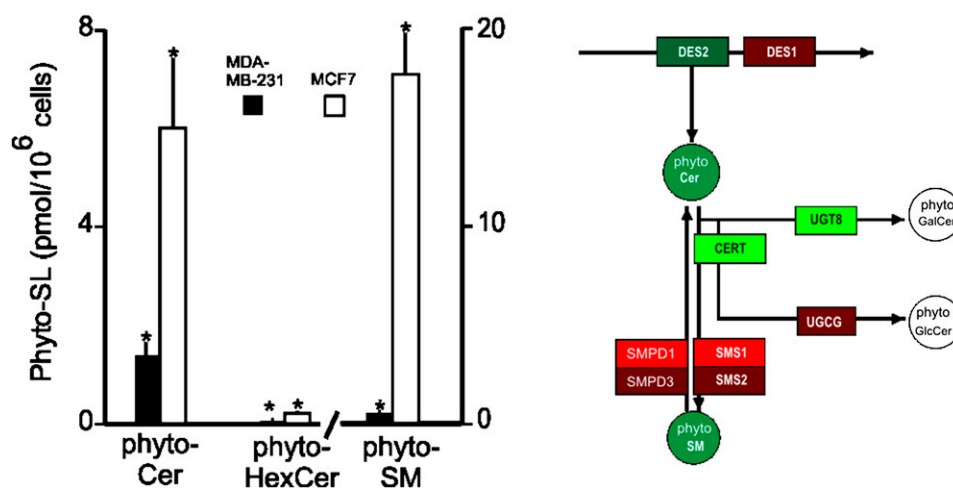 Phyto-SL (pmol/10^6 cells)
8
4
0
20
10
0
*
*
*
*
*
*
MDA-
MB-231
MCF7
phyto-
Cer
phyto-
HexCer
phyto-
SM
DES2
DES1
phyto
Cer
UGT8
phyto
GalCer
CERT
UGCG
phyto
GlcCer
SMPD1
SMS1
SMPD3
SMS2
phyto
SM